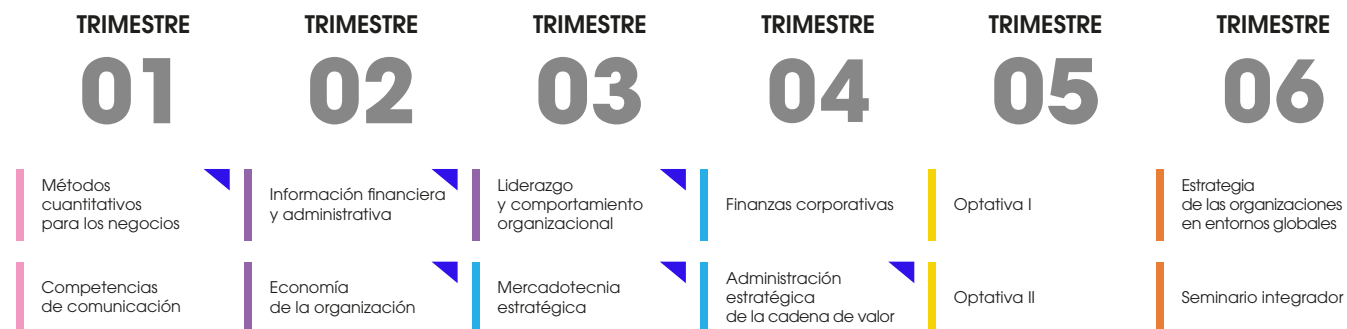 TRIMESTRE
01
TRIMESTRE
02
TRIMESTRE
03
TRIMESTRE
04
TRIMESTRE
05
TRIMESTRE
06
Métodos
cuantitativos
para los negocios
Información financiera
y administrativa
Liderazgo
y comportamiento
organizacional
Finanzas corporativas
Optativa I
Estrategia
de las organizaciones
en entornos globales
Competencias
de comunicación
Economía
de la organización
Mercadotecnia
estratégica
Administración
estratégica
de la cadena de valor
Optativa II
Seminario integrador